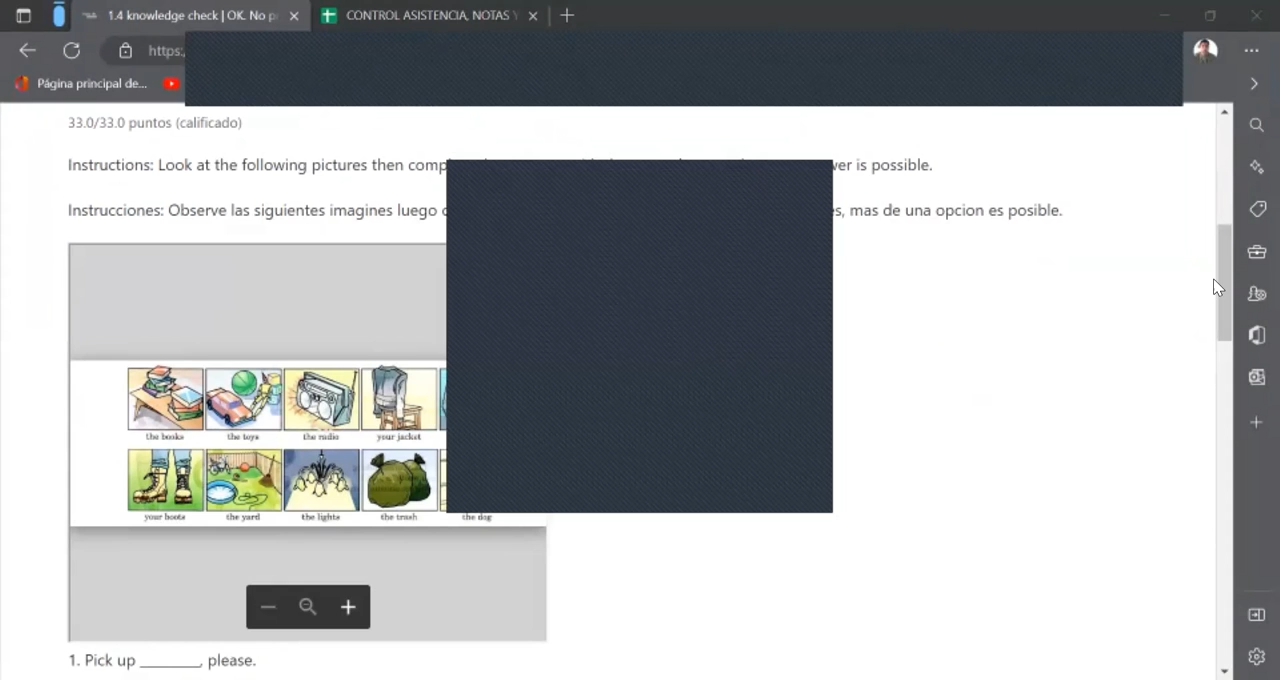 1.4 knowledge check | OK. No p
CONTROL ASISTENCIA, NOTAS Y
https:
Página principal de...
33.0/33.0 puntos (calificado)
Instructions: Look at the following pictures then comp
er is possible.
Instrucciones: Observe las siguientes imagines luego
s, mas de una opcion es posible.
the books the toys the radio your jacket
your boots the yard the lights the trash the dog
1. Pick up ________, please.